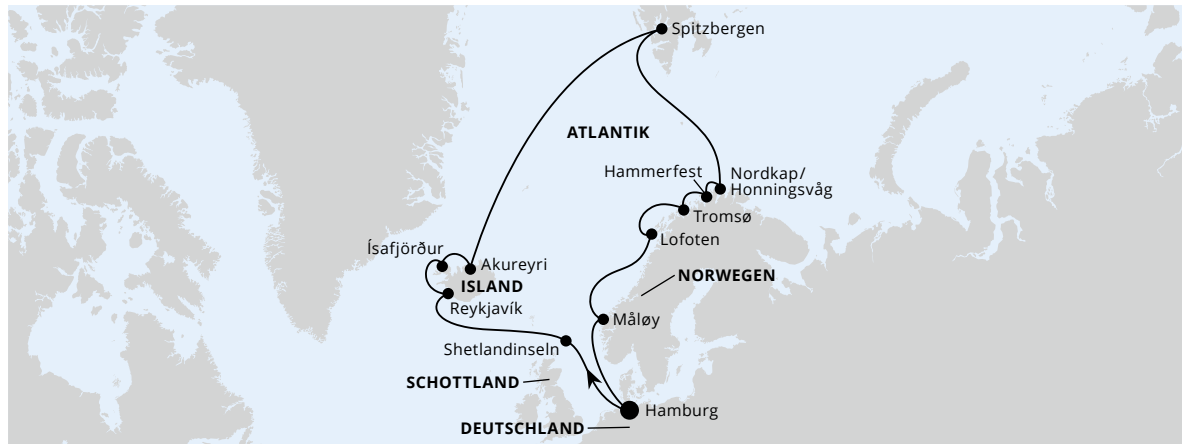 Spitzbergen
ATLANTIK
Hammerfest
Nordkap/
Honningsvåg
Tromsø
Lofoten
Ísafjörður
Akureyri
ISLAND
NORWEGEN
Reykjavík
Måløy
Shetlandinseln
SCHOTTLAND
Hamburg
DEUTSCHLAND